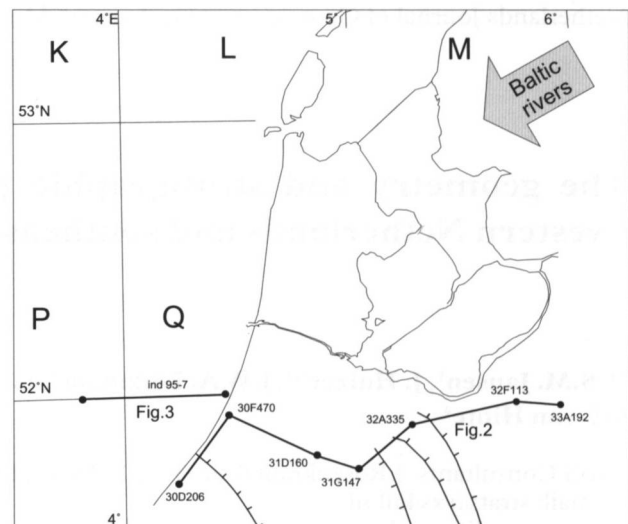 4°E
5°
6°
K
L
M
Baltic
rivers
53°N
P
Q
52°N
ind 95-7
Fig.3
30F470
32F113
32A335
Fig.2
33A192
31D160
31G147
30D206
4°